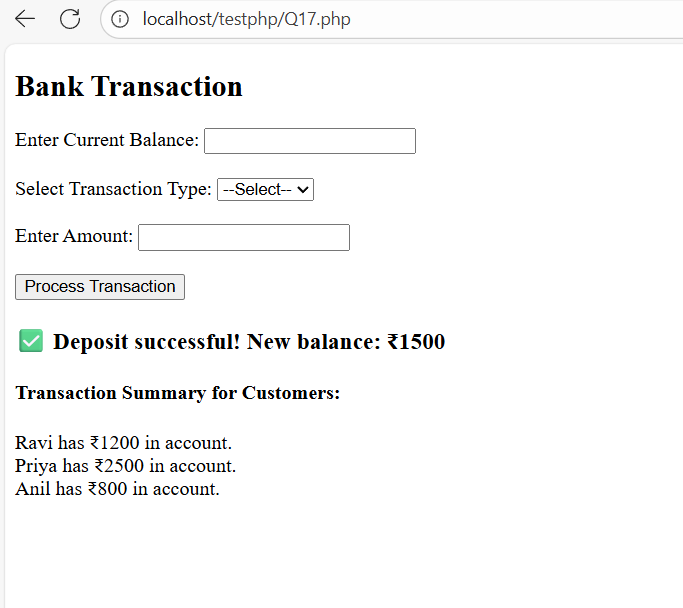 localhost/testphp/Q17.php
Bank Transaction
Enter Current Balance:
Select Transaction Type: --Select--
Enter Amount:
Process Transaction
✅ Deposit successful! New balance: ₹1500
Transaction Summary for Customers:
Ravi has ₹1200 in account.
Priya has ₹2500 in account.
Anil has ₹800 in account.